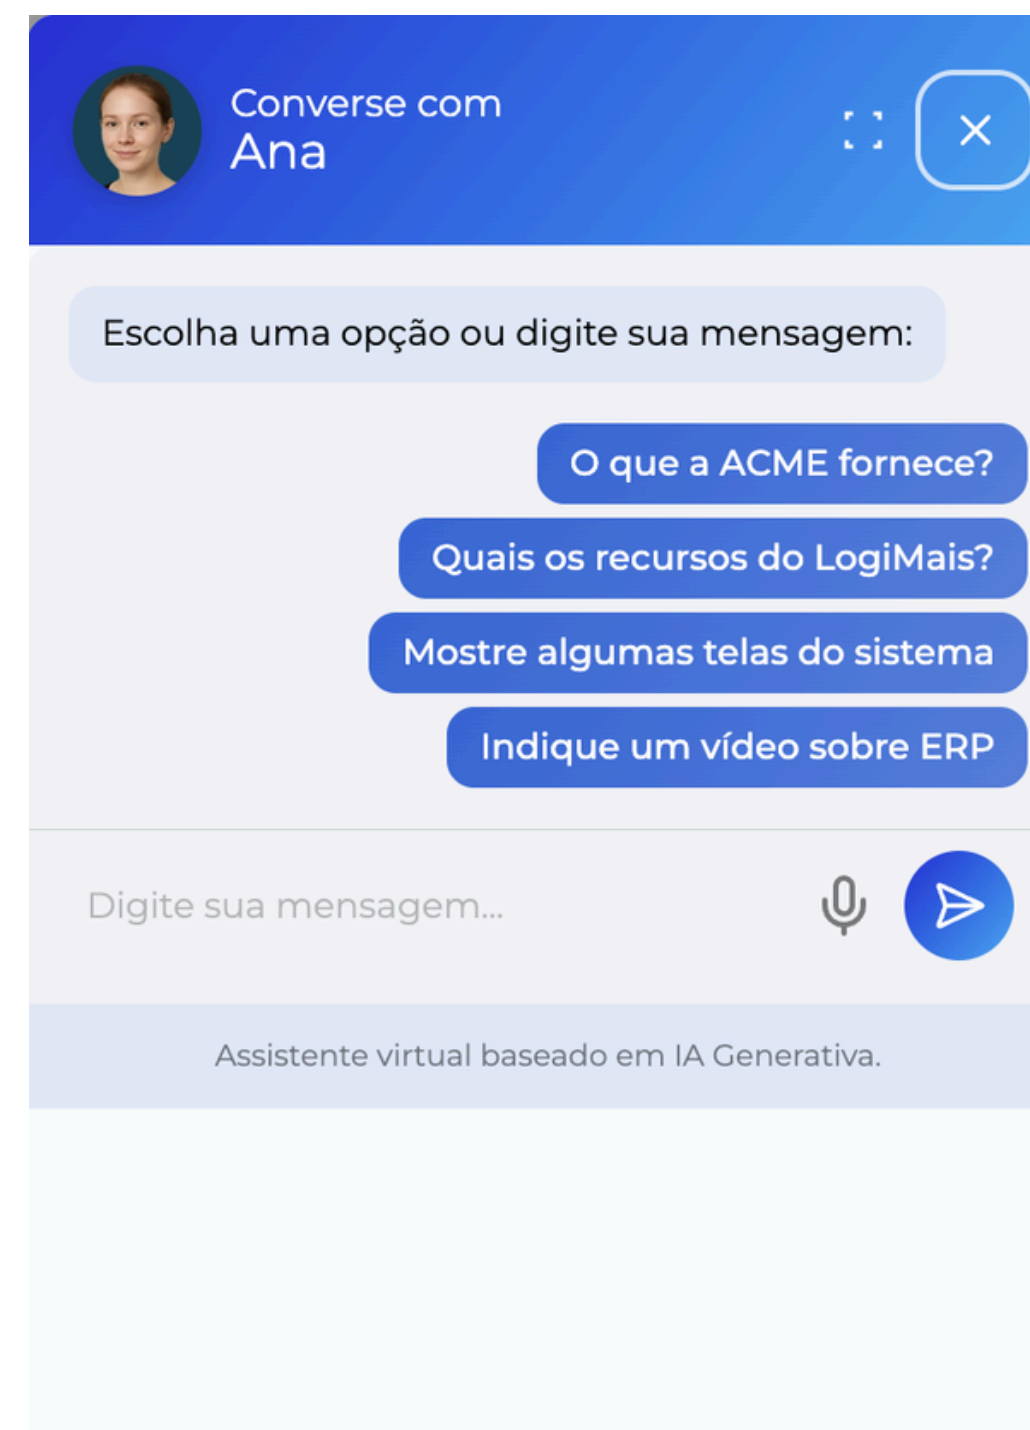 Converse com
Ana
Escolha uma opção ou digite sua mensagem:
O que a ACME fornece?
Quais os recursos do LogiMais?
Mostre algumas telas do sistema
Indique um vídeo sobre ERP
Digite sua mensagem...
Assistente virtual baseado em IA Generativa.